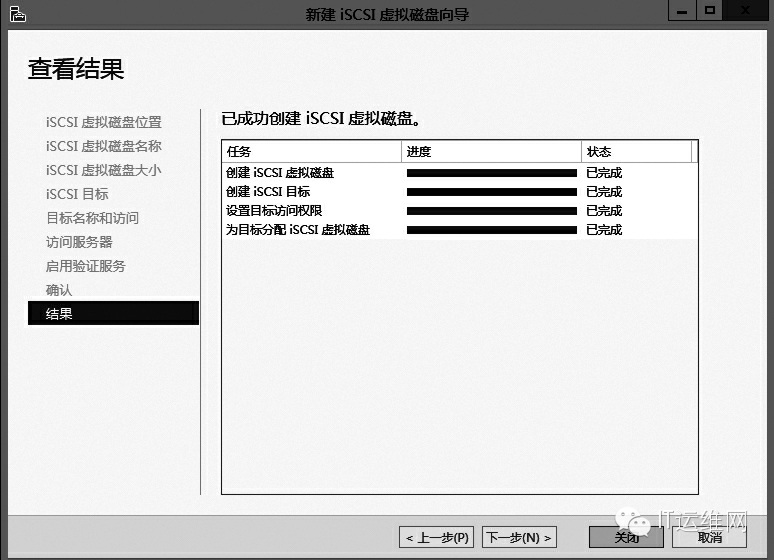 新建 iSCSI 虚拟磁盘向导
查看结果
iSCSI 虚拟磁盘位置
iSCSI 虚拟磁盘名称
iSCSI 虚拟磁盘大小
iSCSI 目标
目标名称和访问
访问服务器
启用验证服务
确认
结果
已成功创建 iSCSI 虚拟磁盘。
任务 进度 状态
创建 iSCSI 虚拟磁盘 已完成
创建 iSCSI 目标 已完成
设置目标访问权限 已完成
为目标分配 iSCSI 虚拟磁盘 已完成
IT运维网
< 上一步(P) 下一步(N) > 关闭 取消